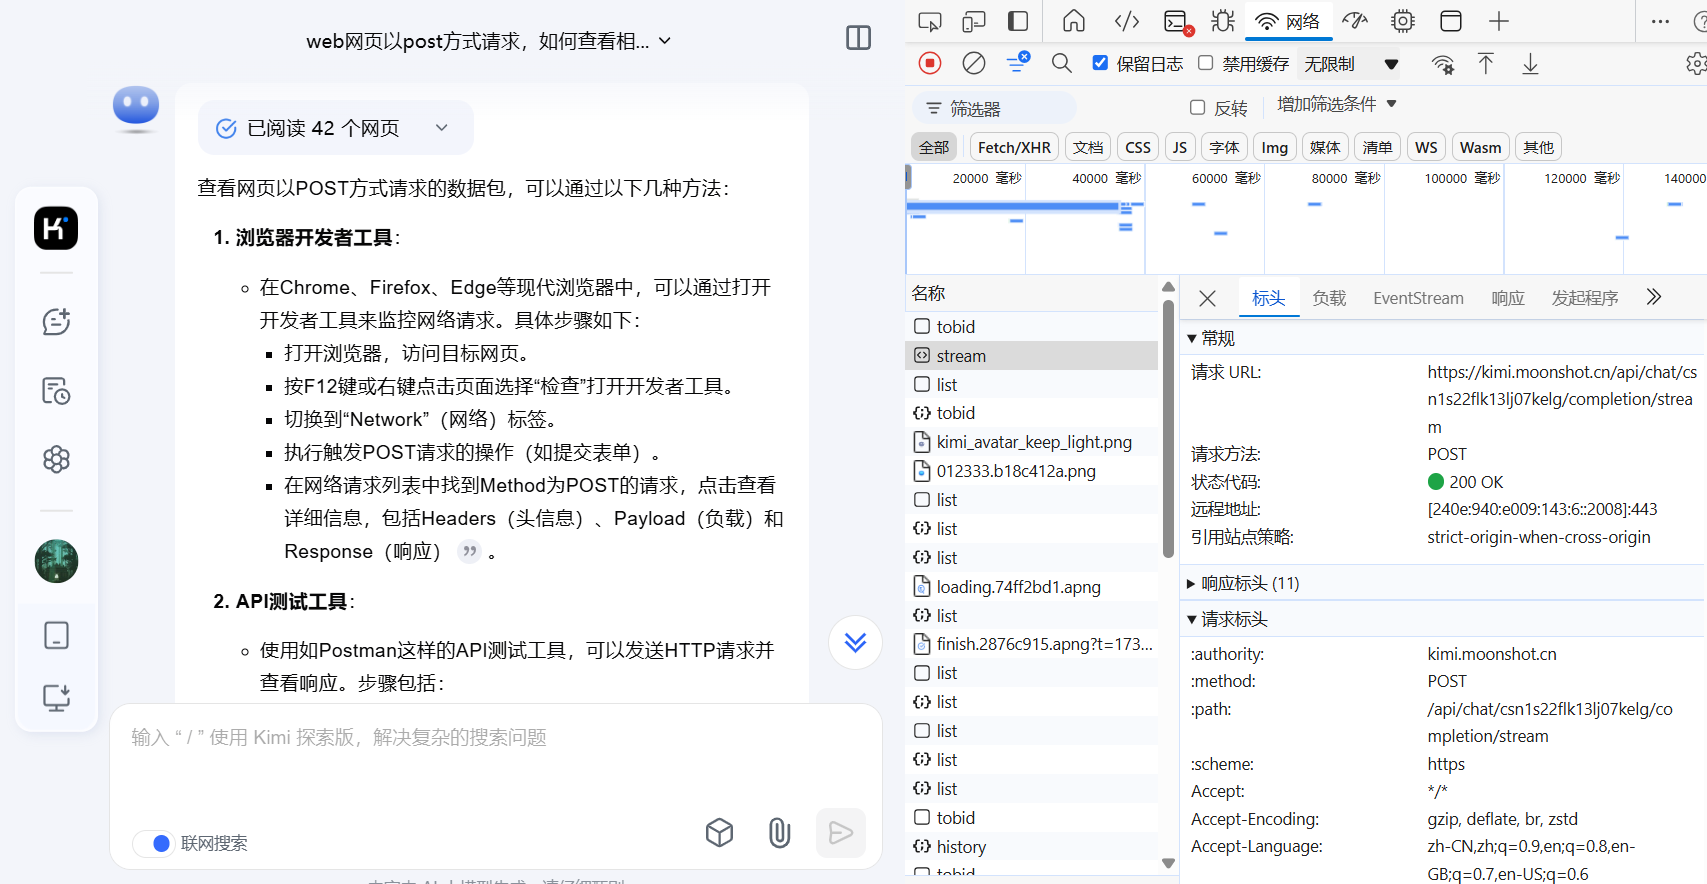 web网页以post方式请求，如何查看相...
已阅读 42 个网页
查看网页以POST方式请求的数据包，可以通过以下几种方法：
1. 浏览器开发者工具：
在Chrome、Firefox、Edge等现代浏览器中，可以通过打开
开发者工具来监控网络请求。具体步骤如下：
打开浏览器，访问目标网页。
按F12键或右键点击页面选择“检查”打开开发者工具。
切换到“Network”（网络）标签。
执行触发POST请求的操作（如提交表单）。
在网络请求列表中找到Method为POST的请求，点击查看
详细信息，包括Headers（头信息）、Payload（负载）和
Response（响应） 。
2. API测试工具：
使用如Postman这样的API测试工具，可以发送HTTP请求并
查看响应。步骤包括：
输入 “ / ” 使用 Kimi 探索版，解决复杂的搜索问题
联网搜索
网络
保留日志 禁用缓存 无限制
筛选器 反转 增加筛选条件
全部 Fetch/XHR 文档 CSS JS 字体 Img 媒体 清单 WS Wasm 其他
20000 毫秒 40000 毫秒 60000 毫秒 80000 毫秒 100000 毫秒 120000 毫秒 140000
名称
tobid
stream
list
tobid
kimi_avatar_keep_light.png
012333.b18c412a.png
list
list
list
loading.74ff2bd1.apng
list
finish.2876c915.apng?t=173...
list
list
list
list
list
tobid
history
tobid
标头 负载 EventStream 响应 发起程序
常规
请求 URL: https://kimi.moonshot.cn/api/chat/cs
n1s22flk13lj07kelg/completion/strea
m
请求方法: POST
状态代码: 200 OK
远程地址: [240e:940:e009:143:6::2008]:443
引用站点策略: strict-origin-when-cross-origin
响应标头 (11)
请求标头
:authority: kimi.moonshot.cn
:method: POST
:path: /api/chat/csn1s22flk13lj07kelg/co
mpletion/stream
:scheme: https
Accept: */*
Accept-Encoding: gzip, deflate, br, zstd
Accept-Language: zh-CN,zh;q=0.9,en;q=0.8,en-
GB;q=0.7,en-US;q=0.6